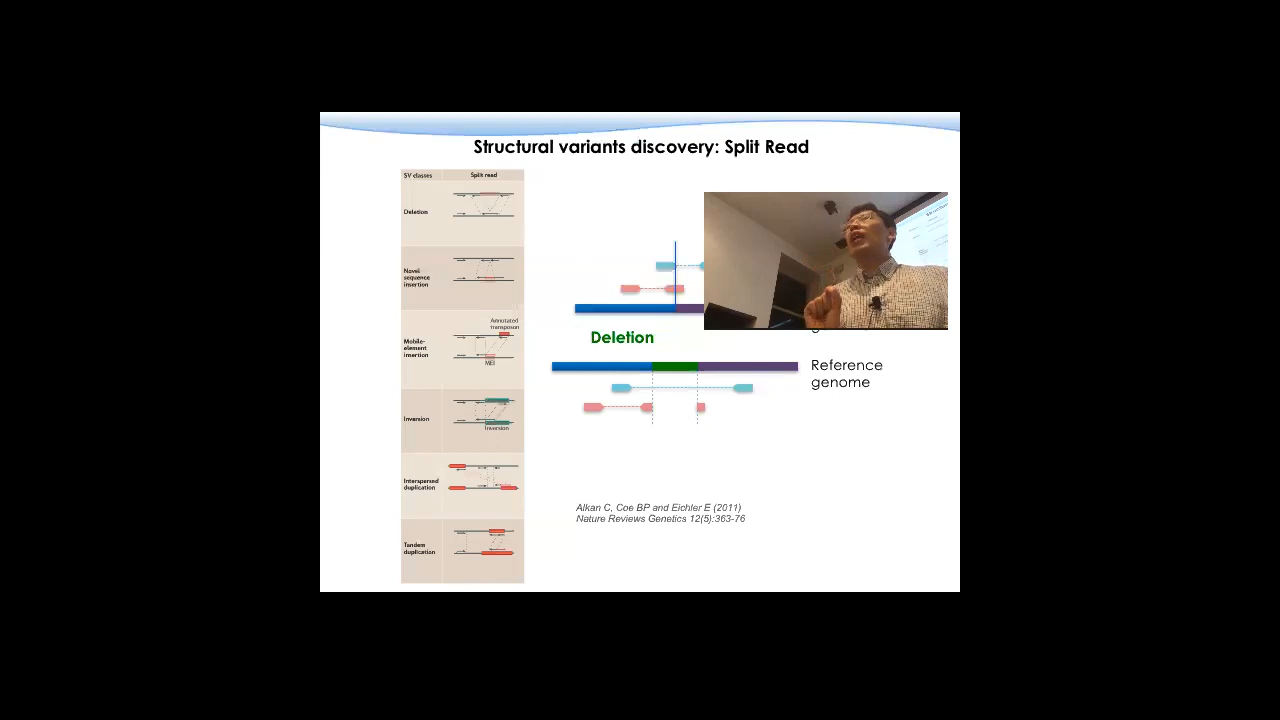 Structural variants discovery: Split Read
SV classes
Split read
Deletion
Novel
sequence
insertion
Annotated
transposon
Mobile-
element
insertion
MEI
Inversion
Inversion
Interspersed
duplication
Tandem
duplication
Deletion
Reference
genome
Alkan C, Coe BP and Eichler E (2011)
Nature Reviews Genetics 12(5):363-76